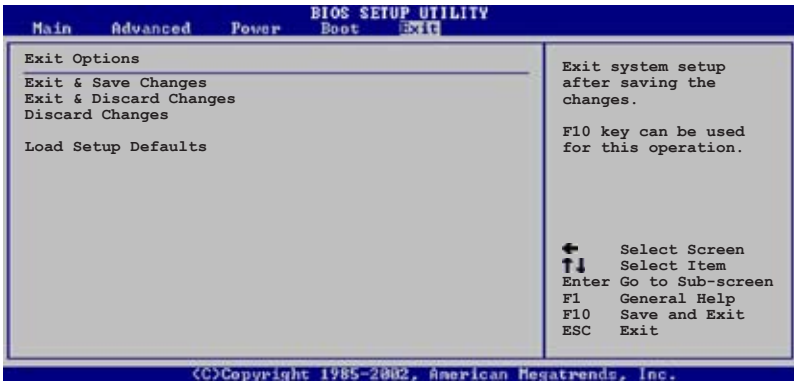 BIOS SETUP UTILITY
Main Advanced Power Boot Exit
Exit Options
Exit & Save Changes
Exit & Discard Changes
Discard Changes
Load Setup Defaults
Exit system setup
after saving the
changes.
F10 key can be used
for this operation.
← Select Screen
↑↓ Select Item
Enter Go to Sub-screen
F1 General Help
F10 Save and Exit
ESC Exit
(C)Copyright 1985-2002, American Megatrends, Inc.